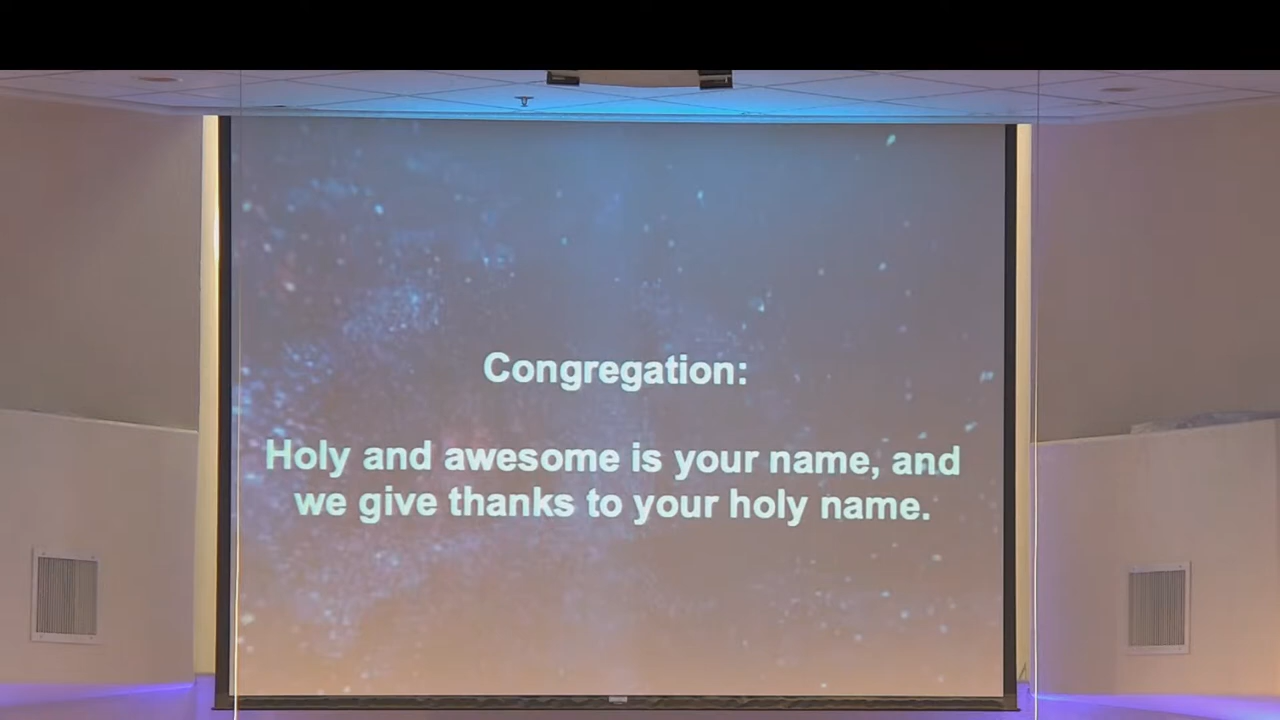 Congregation:
Holy and awesome is your name, and
we give thanks to your holy name.